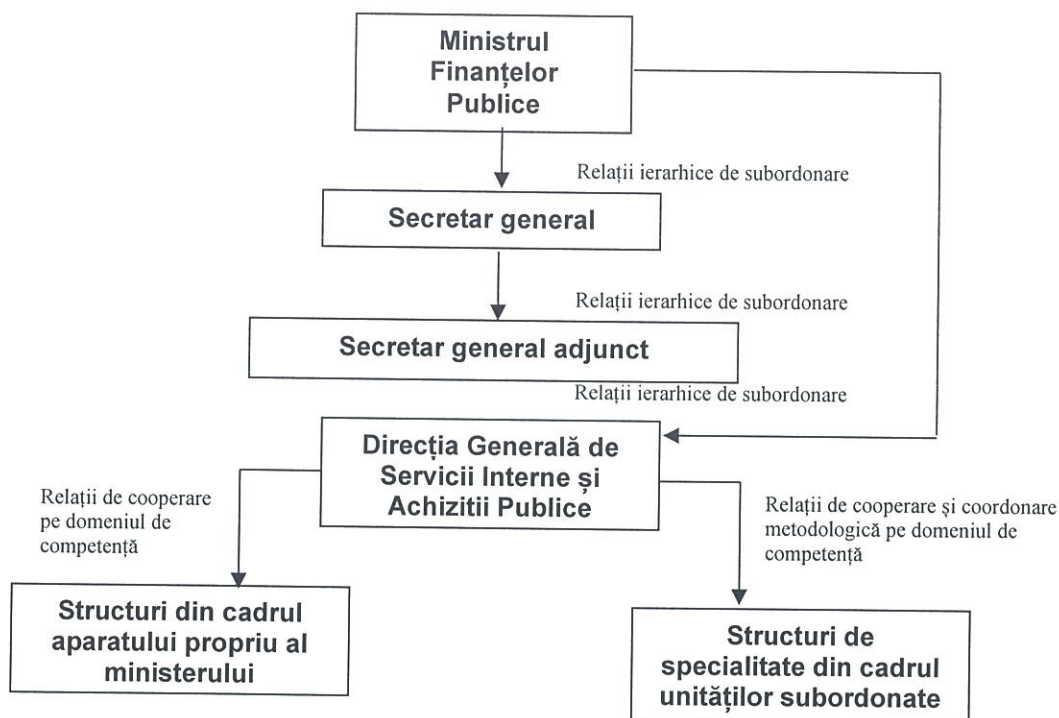 Ministrul
Finanțelor
Publice
Relații ierarhice de subordonare
Secretar general
Relații ierarhice de subordonare
Secretar general adjunct
Relații ierarhice de subordonare
Direcția Generală de
Servicii Interne și
Achizitii Publice
Relații de cooperare
pe domeniul de
competență
Relații de cooperare și coordonare
metodologică pe domeniul de
competență
Structuri din cadrul
aparatului propriu al
ministerului
Structuri de
specialitate din cadrul
unităților subordonate